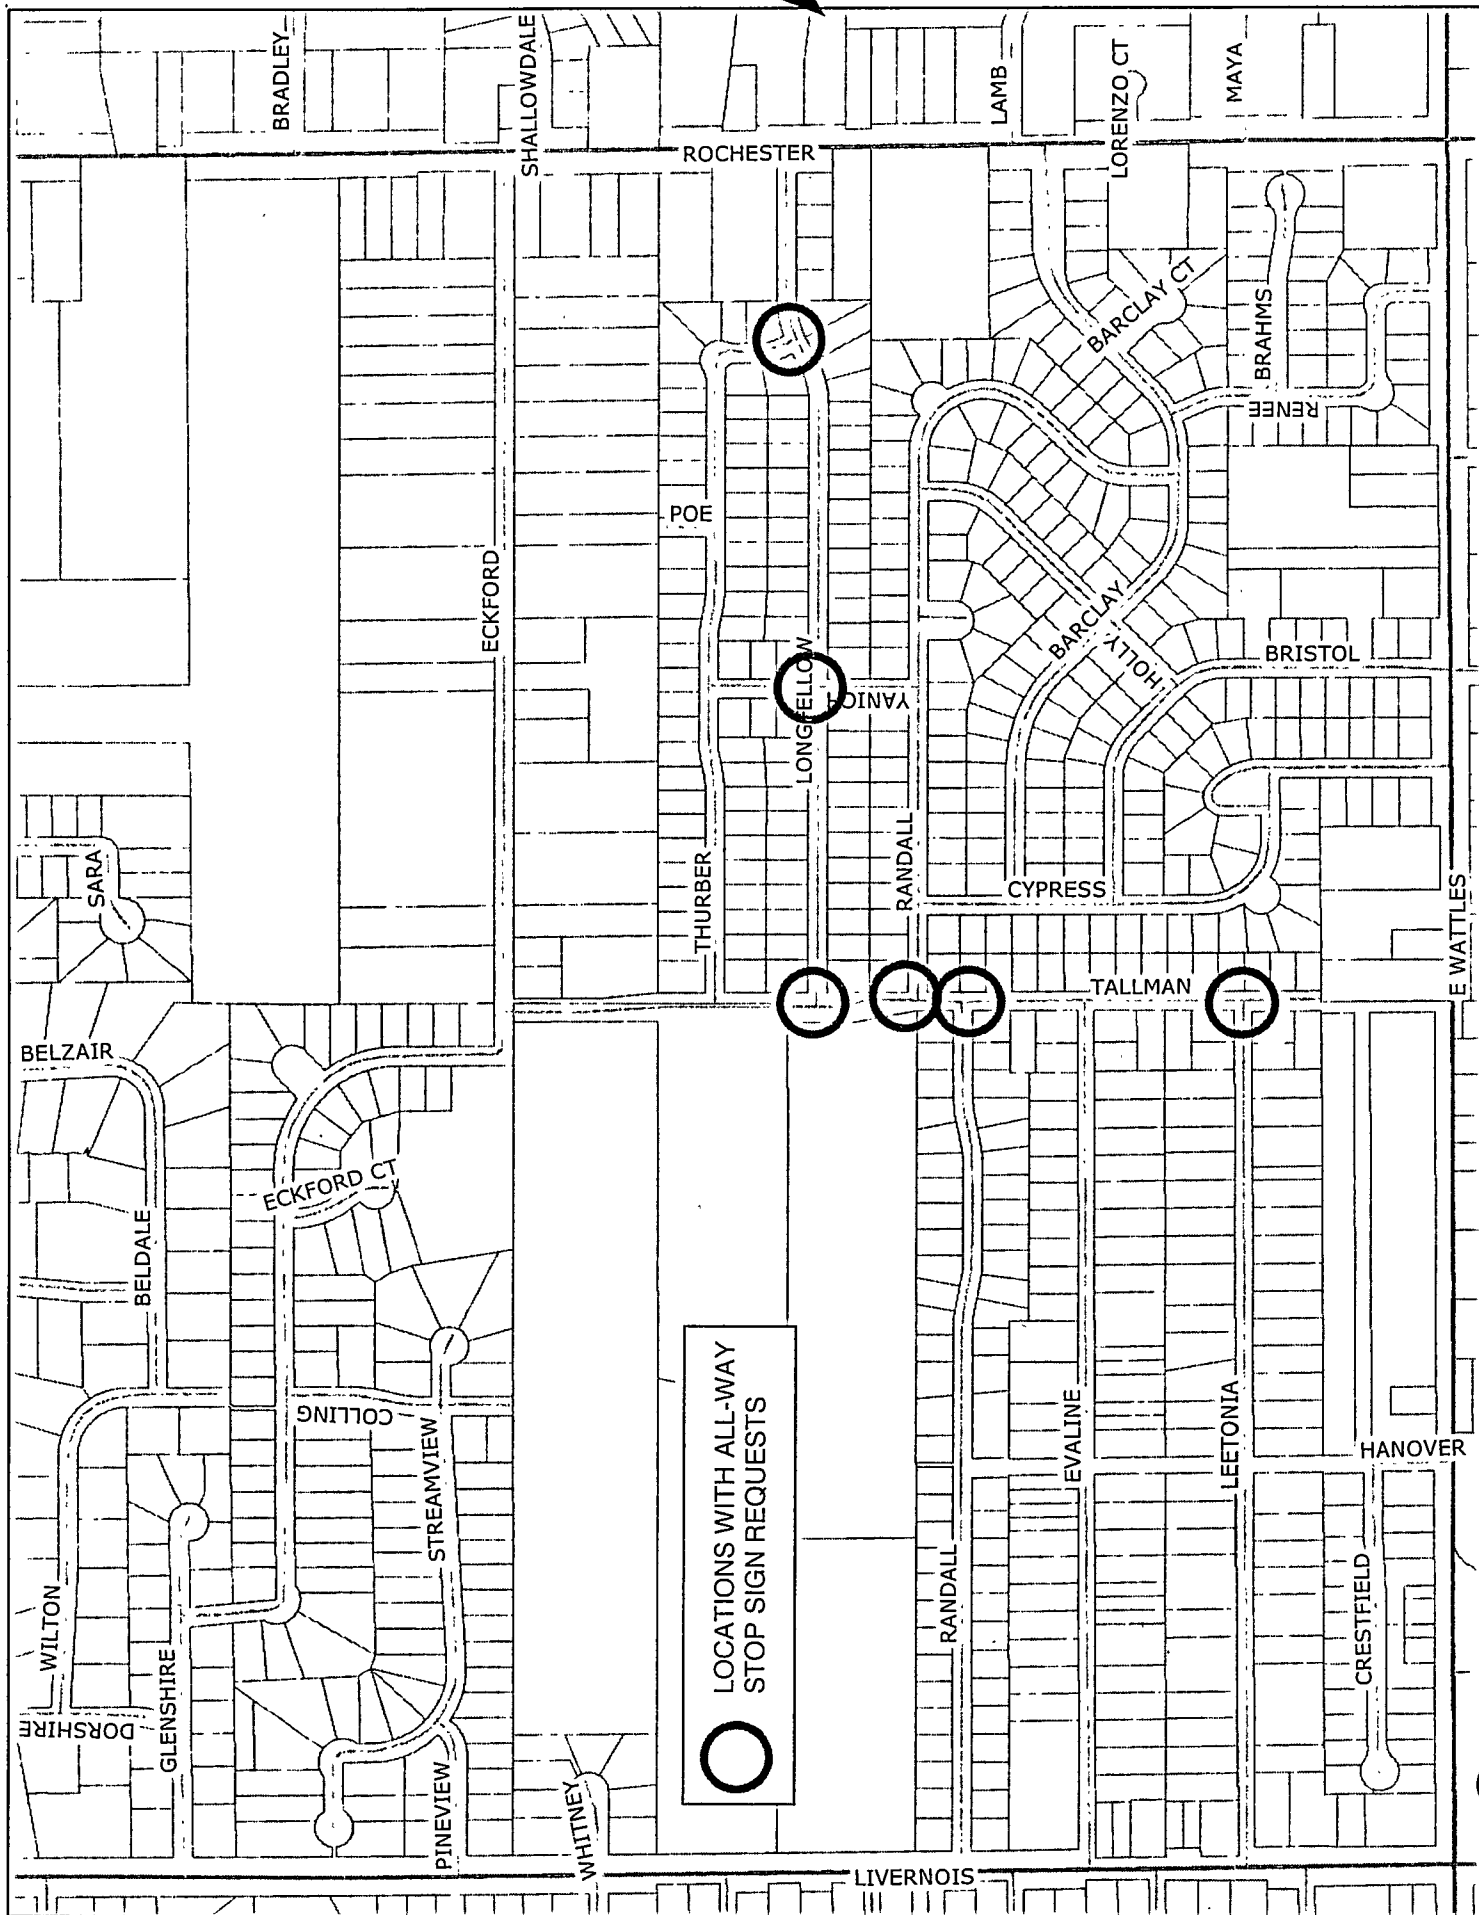 BRADLEY
SHALLOWDALE
LAMB
LORENZO CT
MAYA
ROCHESTER
BARCLAY CT
BRAHMS
RENEE
POE
ECKFORD
BARCLAY
HOLLY
BRISTOL
LONGFELLOW
YANICH
SARA
THURBER
RANDALL
CYPRESS
E WATTLES
TALLMAN
BELZAIR
ECKFORD CT
BELDALE
COLLING
STREAMVIEW
LOCATIONS WITH ALL-WAY
STOP SIGN REQUESTS
EVALINE
LEETONIA
HANOVER
RANDALL
CRESTFIELD
WILTON
GLENSHIRE
DORSHIRE
PINEVIEW
WHITNEY
LIVERNOIS